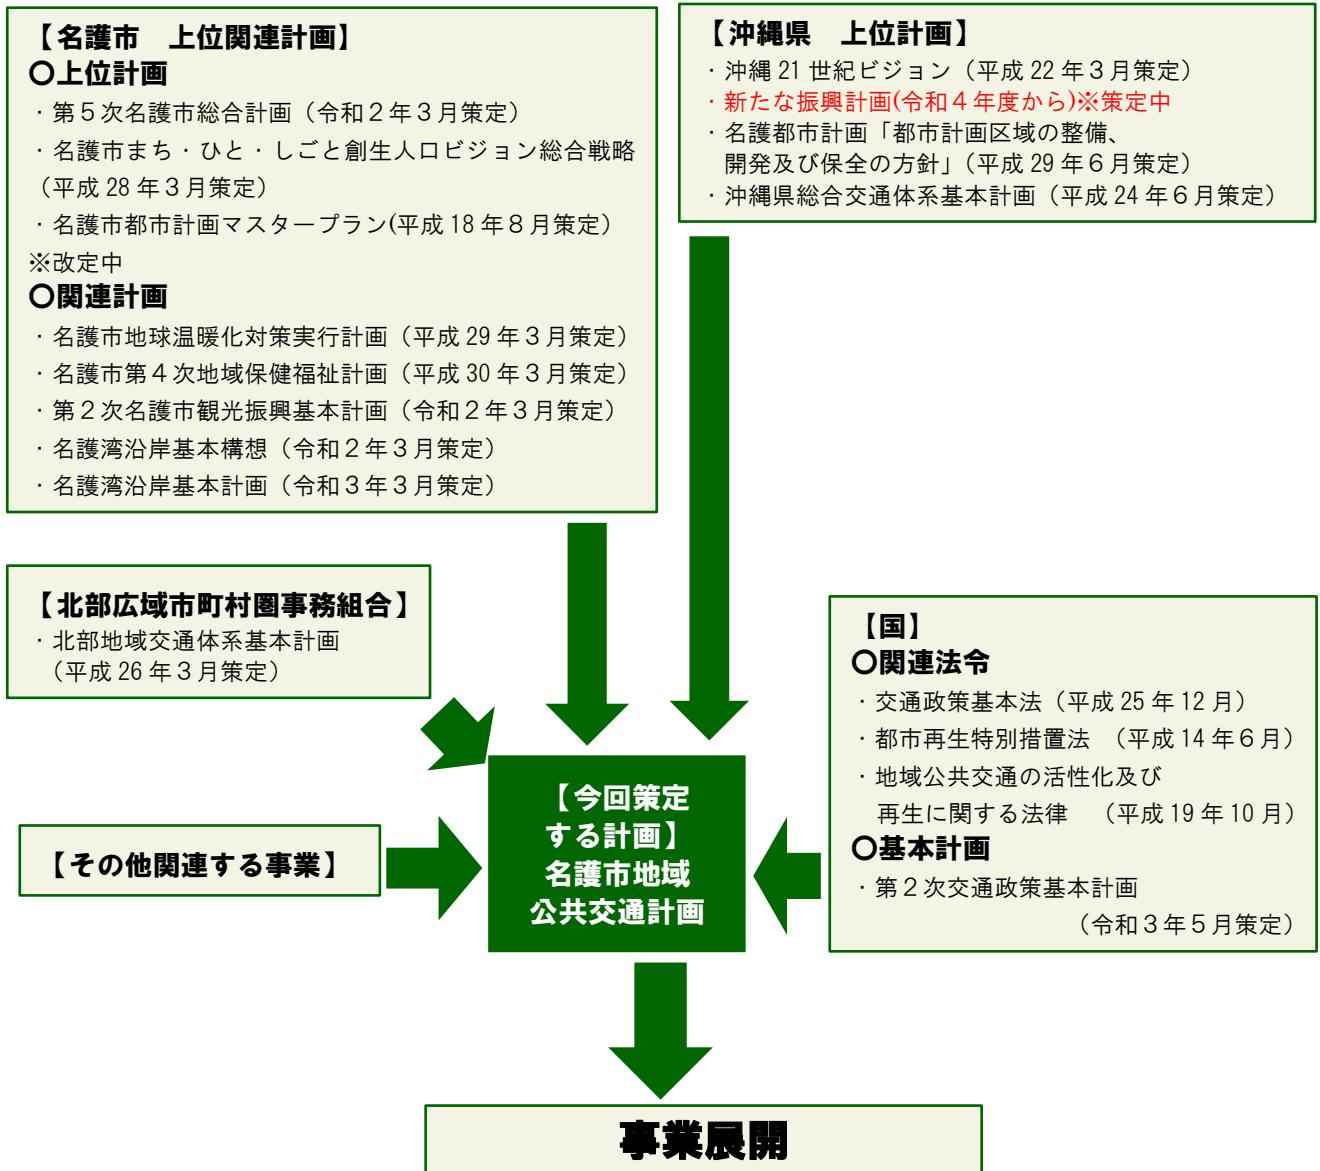 【名護市　上位関連計画】
〇上位計画
・第５次名護市総合計画（令和２年３月策定）
・名護市まち・ひと・しごと創生人口ビジョン総合戦略
（平成 28 年３月策定）
・名護市都市計画マスタープラン(平成 18 年８月策定）
※改定中
〇関連計画
・名護市地球温暖化対策実行計画（平成 29 年３月策定）
・名護市第４次地域保健福祉計画（平成 30 年３月策定）
・第２次名護市観光振興基本計画（令和２年３月策定）
・名護湾沿岸基本構想（令和２年３月策定）
・名護湾沿岸基本計画（令和３年３月策定）
【沖縄県　上位計画】
・沖縄 21 世紀ビジョン（平成 22 年３月策定）
・新たな振興計画(令和４年度から)※策定中
・名護都市計画「都市計画区域の整備、
開発及び保全の方針」（平成 29 年６月策定）
・沖縄県総合交通体系基本計画（平成 24 年６月策定）
【北部広域市町村圏事務組合】
・北部地域交通体系基本計画
（平成 26 年３月策定）
【国】
〇関連法令
・交通政策基本法（平成 25 年 12 月）
・都市再生特別措置法　（平成 14 年６月）
・地域公共交通の活性化及び
再生に関する法律　（平成 19 年 10 月）
〇基本計画
・第２次交通政策基本計画
（令和３年５月策定）
【その他関連する事業】
【今回策定
する計画】
名護市地域
公共交通計画
事業展開